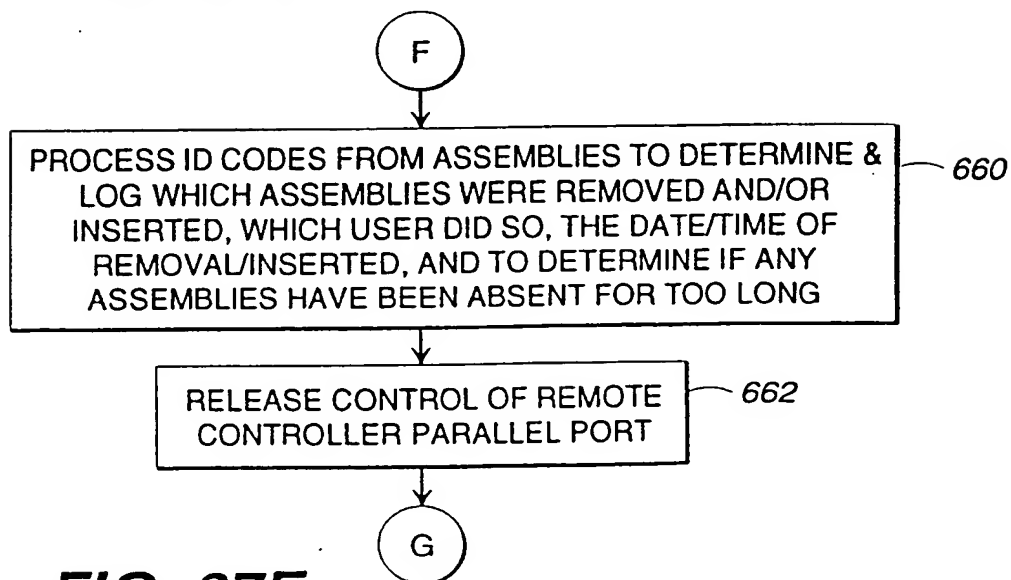 F
PROCESS ID CODES FROM ASSEMBLIES TO DETERMINE &
LOG WHICH ASSEMBLIES WERE REMOVED AND/OR
INSERTED, WHICH USER DID SO, THE DATE/TIME OF
REMOVAL/INSERTED, AND TO DETERMINE IF ANY
ASSEMBLIES HAVE BEEN ABSENT FOR TOO LONG
660
RELEASE CONTROL OF REMOTE
CONTROLLER PARALLEL PORT
662
G